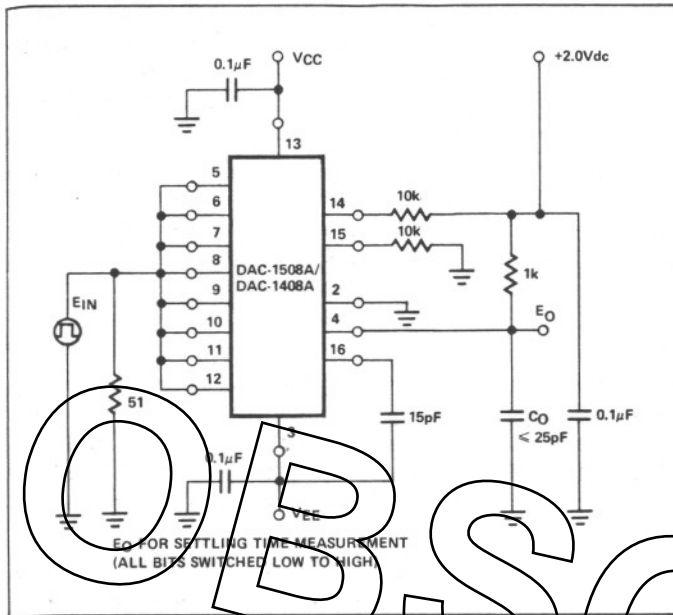 0.1μF
VCC
+2.0Vdc
13
5
6
7
8
9
10
11
12
DAC-1508A/
DAC-1408A
14
15
2
4
16
3
10k
10k
1k
EIN
51
EO
15pF
CO
≤ 25pF
0.1μF
0.1μF
VEE
EO FOR SETTLING TIME MEASUREMENT
(ALL BITS SWITCHED LOW TO HIGH)